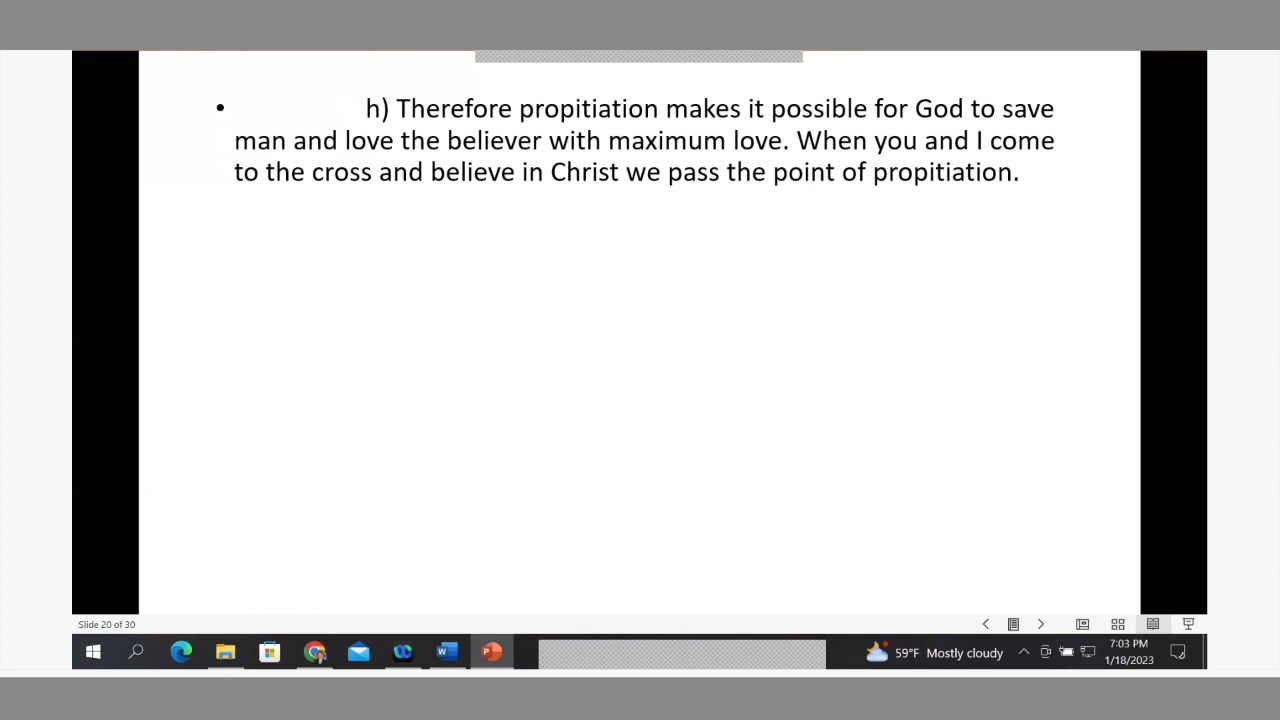 • h) Therefore propitiation makes it possible for God to save
man and love the believer with maximum love. When you and I come
to the cross and believe in Christ we pass the point of propitiation.
Slide 20 of 30
59°F Mostly cloudy
7:03 PM
1/18/2023